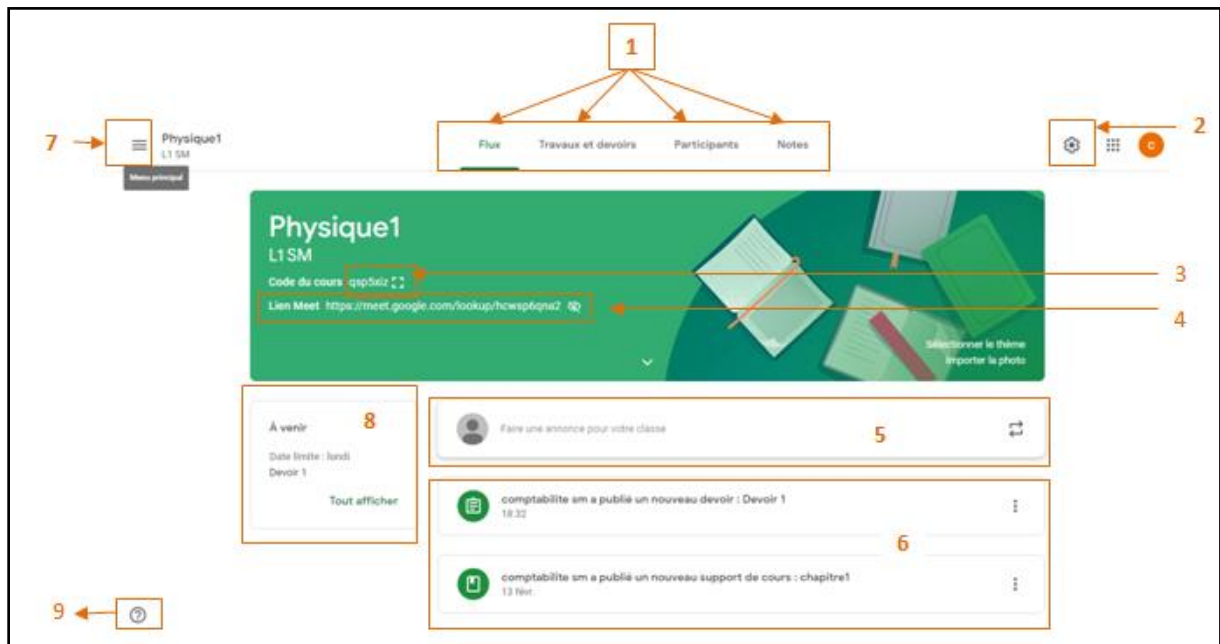 1
7
Physique1
L1 SM
Menu principal
Flux Travaux et devoirs Participants Notes
2
C
Physique1
L1 SM
Code du cours qsp5xiz
3
Lien Meet https://meet.google.com/lookup/hcwsp6qna2
4
Sélectionner le thème
Importer la photo
À venir
8
Date limite : lundi
Devoir 1
Tout afficher
Faire une annonce pour votre classe
5
comptabilite sm a publié un nouveau devoir : Devoir 1
18:32
6
comptabilite sm a publié un nouveau support de cours : chapitre1
13 févr.
9